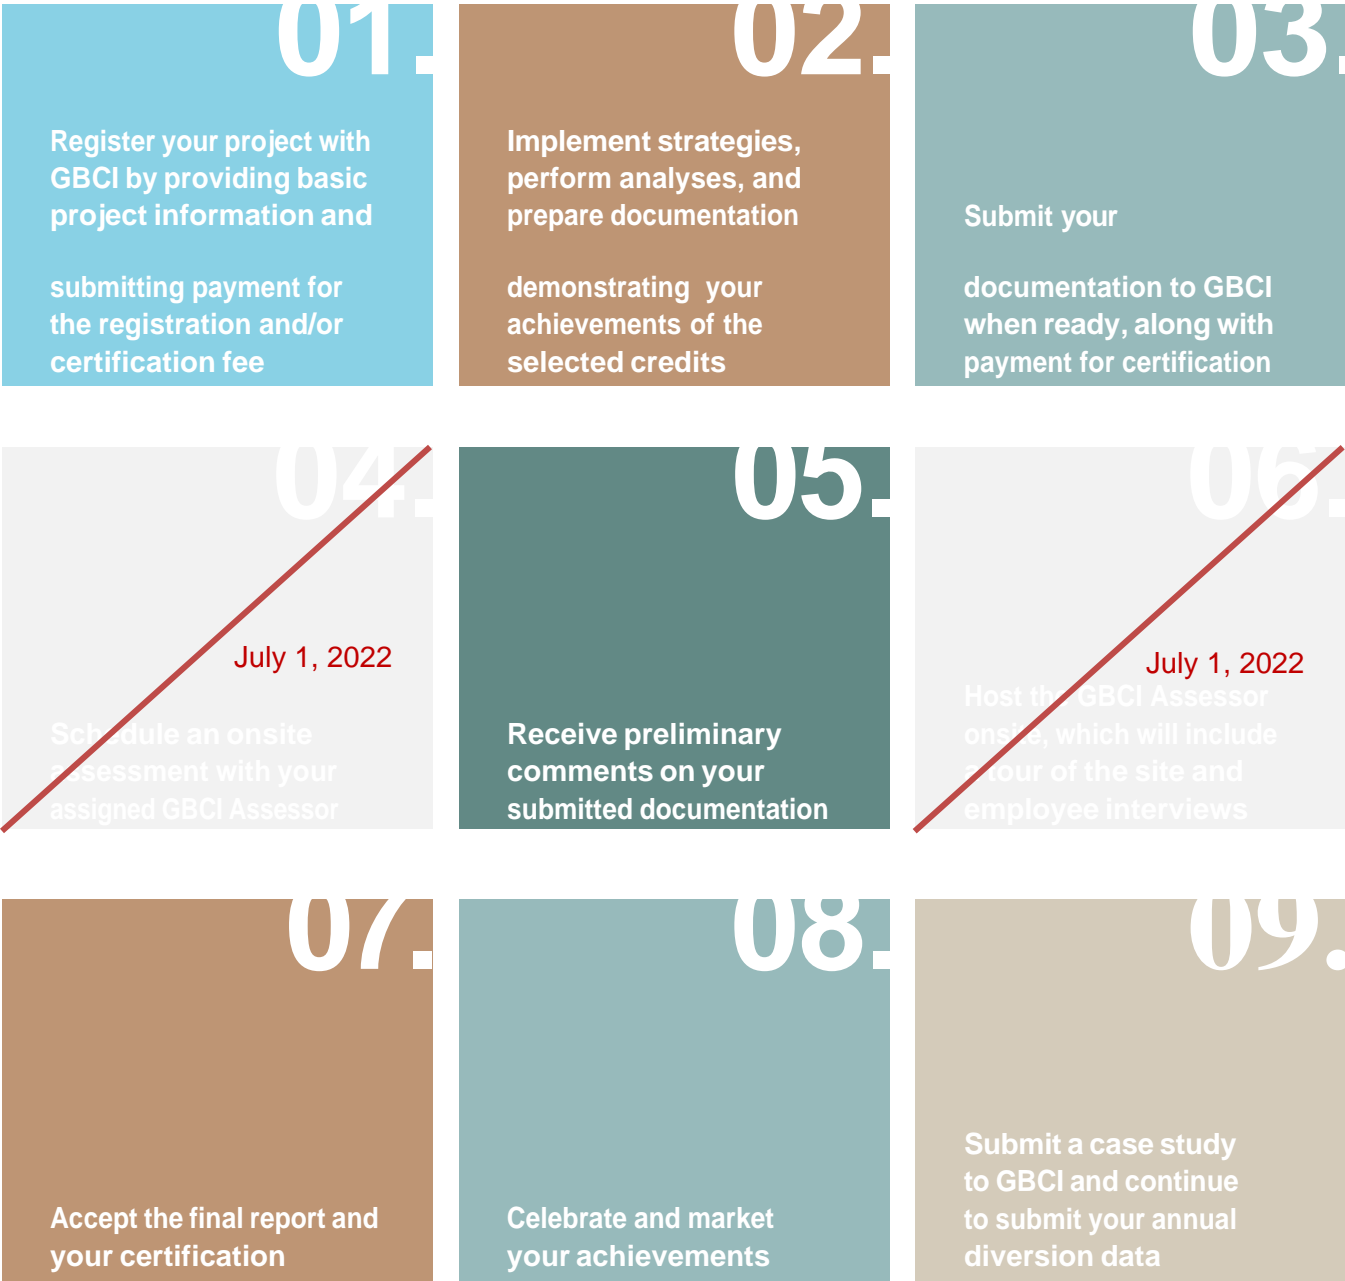 01.
Register your project with
GBCI by providing basic
project information and
submitting payment for
the registration and/or
certification fee
02.
Implement strategies,
perform analyses, and
prepare documentation
demonstrating your
achievements of the
selected credits
03.
Submit your
documentation to GBCI
when ready, along with
payment for certification
04.
July 1, 2022
Schedule an onsite
assessment with your
assigned GBCI Assessor
05.
Receive preliminary
comments on your
submitted documentation
06.
July 1, 2022
Host the GBCI Assessor
onsite, which will include
a tour of the site and
employee interviews
07.
Accept the final report and
your certification
08.
Celebrate and market
your achievements
09.
Submit a case study
to GBCI and continue
to submit your annual
diversion data